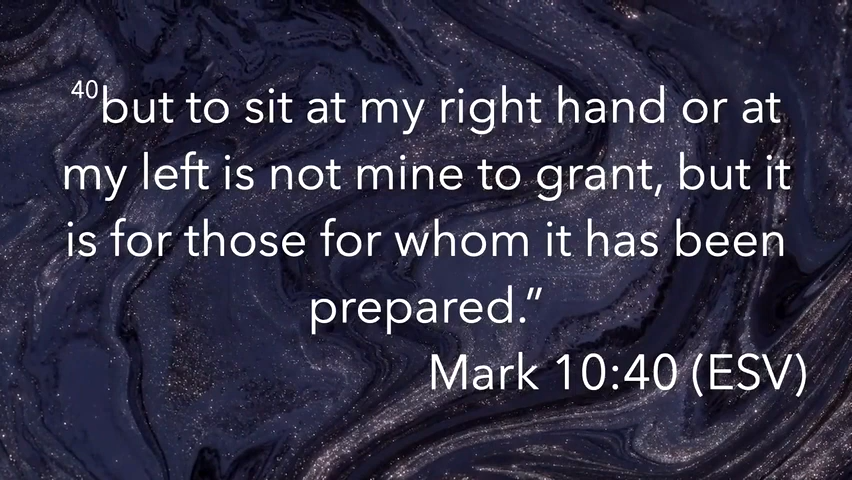 ⁴⁰but to sit at my right hand or at
my left is not mine to grant, but it
is for those for whom it has been
prepared.”
Mark 10:40 (ESV)